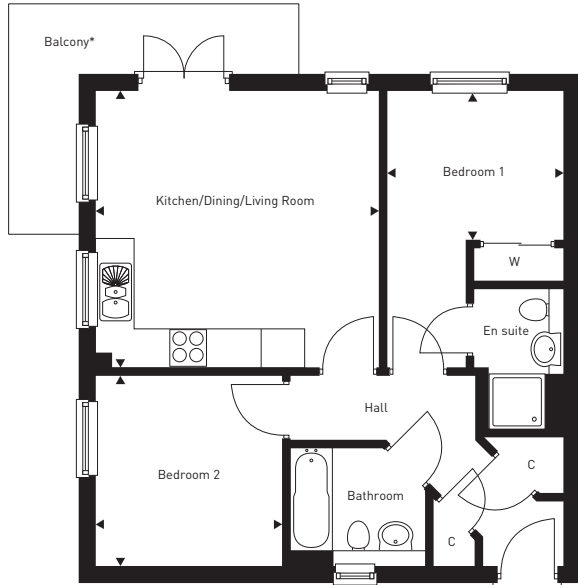 Balcony*
Kitchen/Dining/Living Room
Bedroom 1
W
En suite
Hall
Bedroom 2
Bathroom
C
C